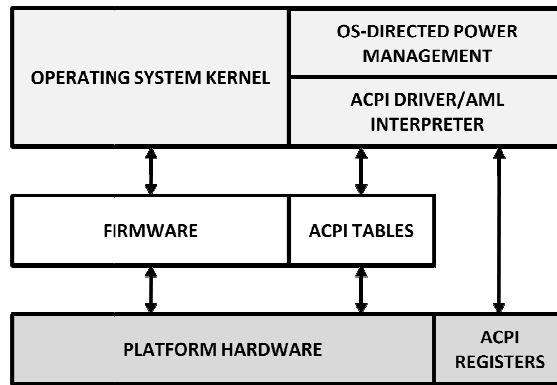 OS-DIRECTED POWER
MANAGEMENT
OPERATING SYSTEM KERNEL
ACPI DRIVER/AML
INTERPRETER
FIRMWARE
ACPI TABLES
PLATFORM HARDWARE
ACPI
REGISTERS